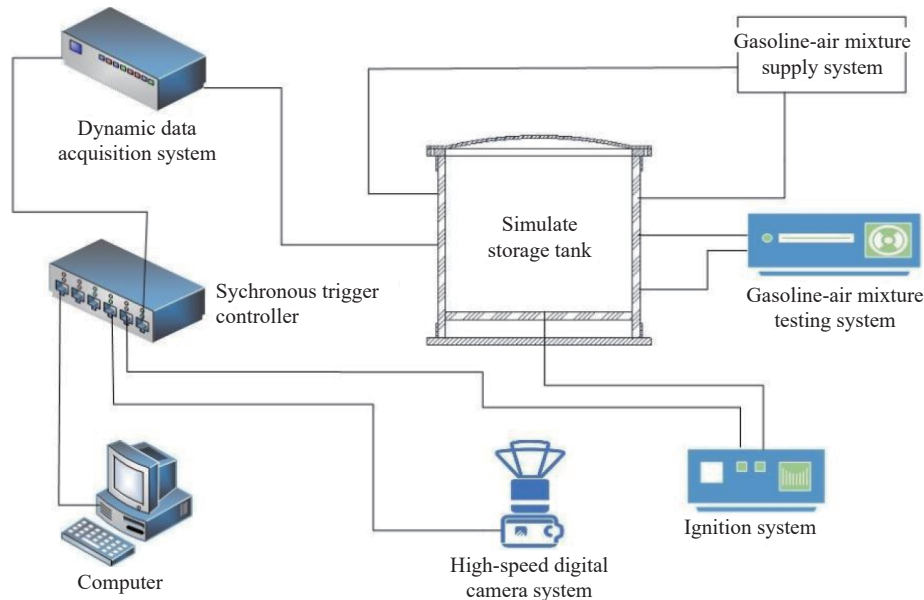 Gasoline-air mixture
supply system
Dynamic data
acquisition system
Simulate
storage tank
Sychronous trigger
controller
Gasoline-air mixture
testing system
Ignition system
High-speed digital
camera system
Computer